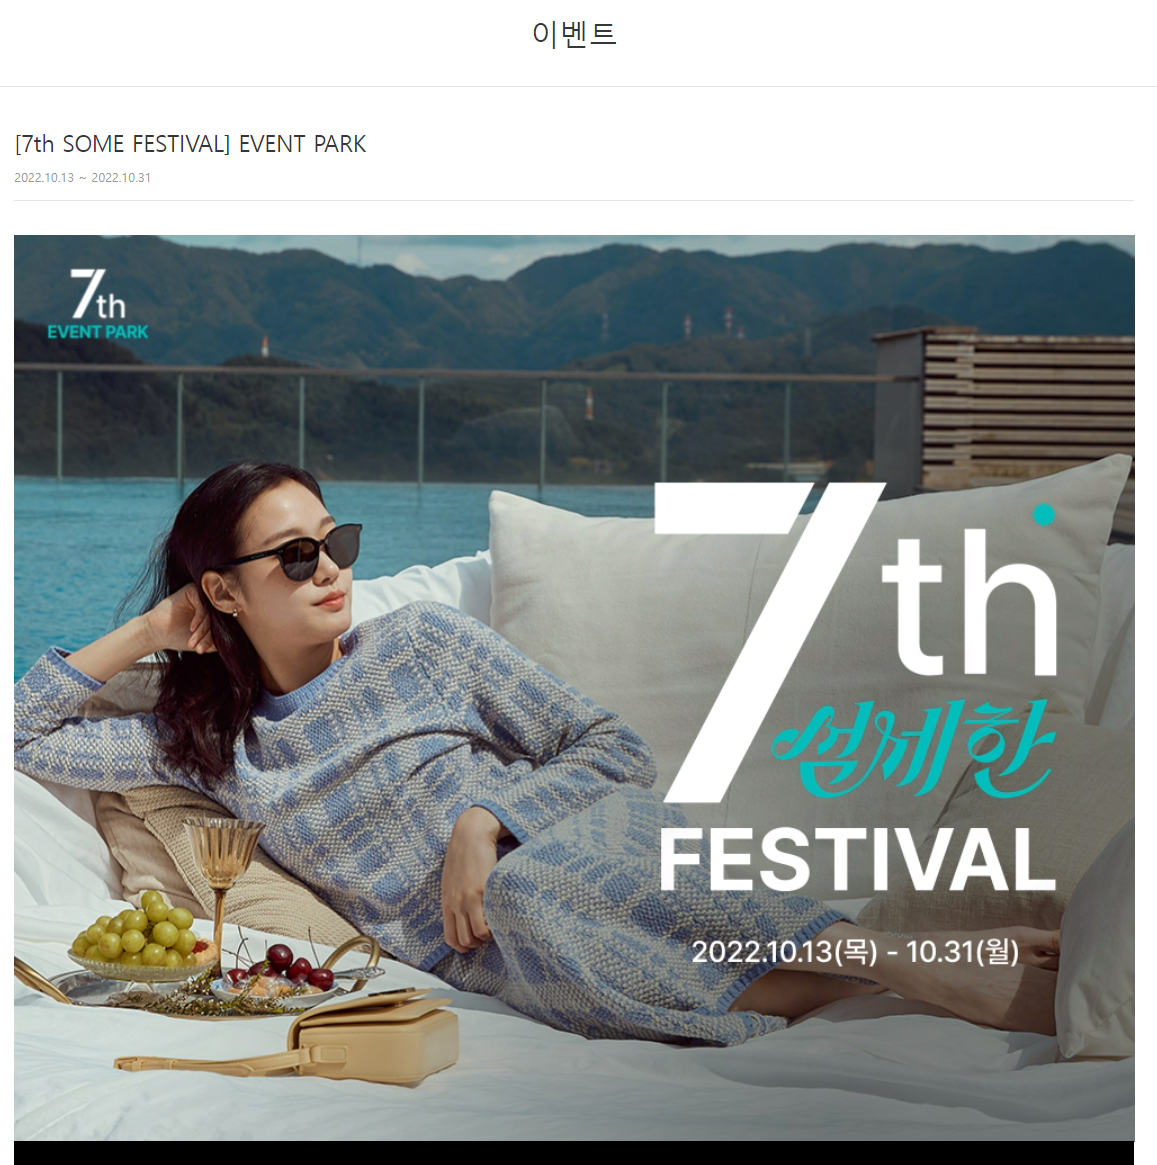 이벤트
[7th SOME FESTIVAL] EVENT PARK
2022.10.13 ~ 2022.10.31
7th
EVENT PARK
7th
섬께한
FESTIVAL
2022.10.13(목) - 10.31(월)